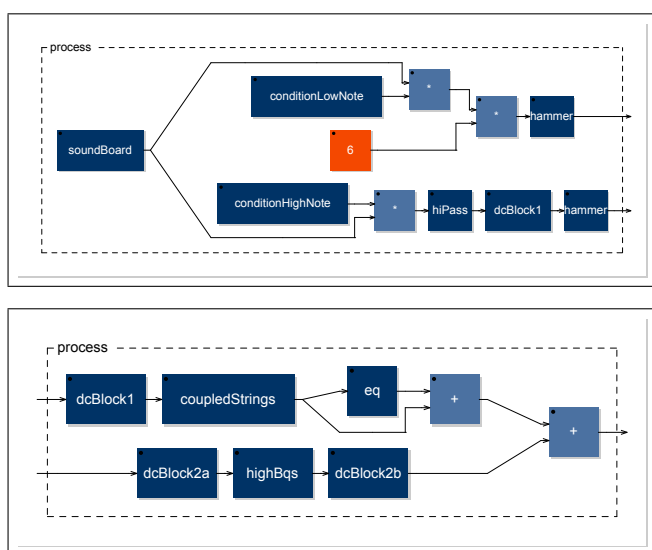 process
conditionLowNote
*
*
hammer
soundBoard
6
conditionHighNote
*
hiPass
dcBlock1
hammer
process
dcBlock1
coupledStrings
eq
+
+
dcBlock2a
highBqs
dcBlock2b